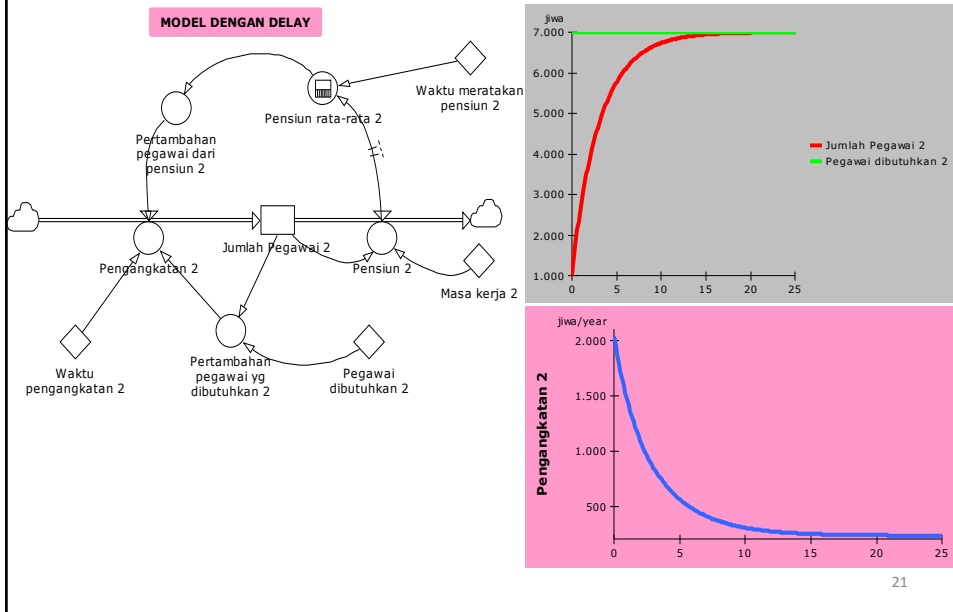 MODEL DENGAN DELAY
Waktu meratakan
pensiun 2
Pensiun rata-rata 2
Pertambahan
pegawai dari
pensiun 2
Jumlah Pegawai 2
Pengangkatan 2
Pensiun 2
Masa kerja 2
Waktu
pengangkatan 2
Pertambahan
pegawai yg
dibutuhkan 2
Pegawai
dibutuhkan 2
jiwa
7.000
6.000
5.000
4.000
3.000
2.000
1.000
0 5 10 15 20 25
Jumlah Pegawai 2
Pegawai dibutuhkan 2
jiwa/year
2.000
1.500
1.000
500
0 5 10 15 20 25
Pengangkatan 2
21